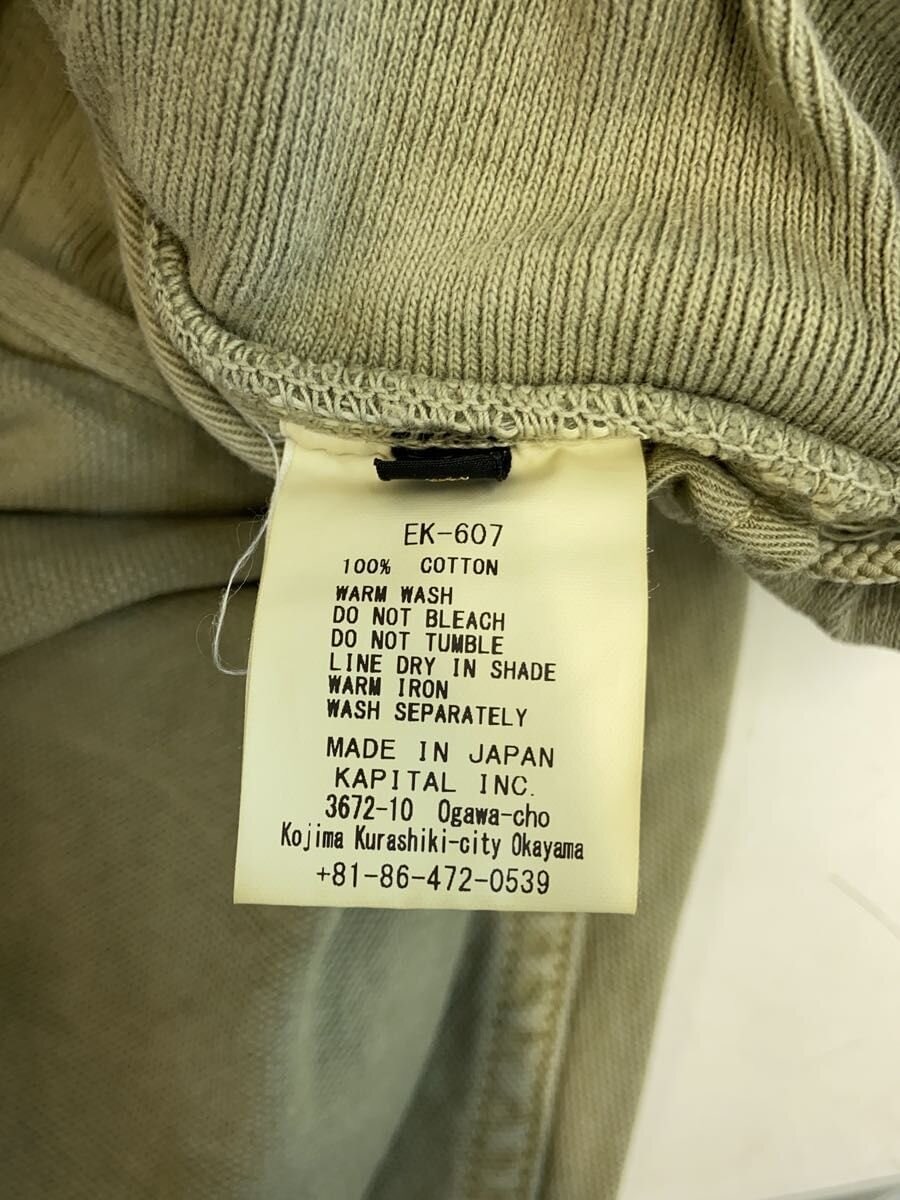 EK-607
100% COTTON
WARM WASH
DO NOT BLEACH
DO NOT TUMBLE
LINE DRY IN SHADE
WARM IRON
WASH SEPARATELY
MADE IN JAPAN
KAPITAL INC.
3672-10 Ogawa-cho
Kojima Kurashiki-city Okayama
+81-86-472-0539